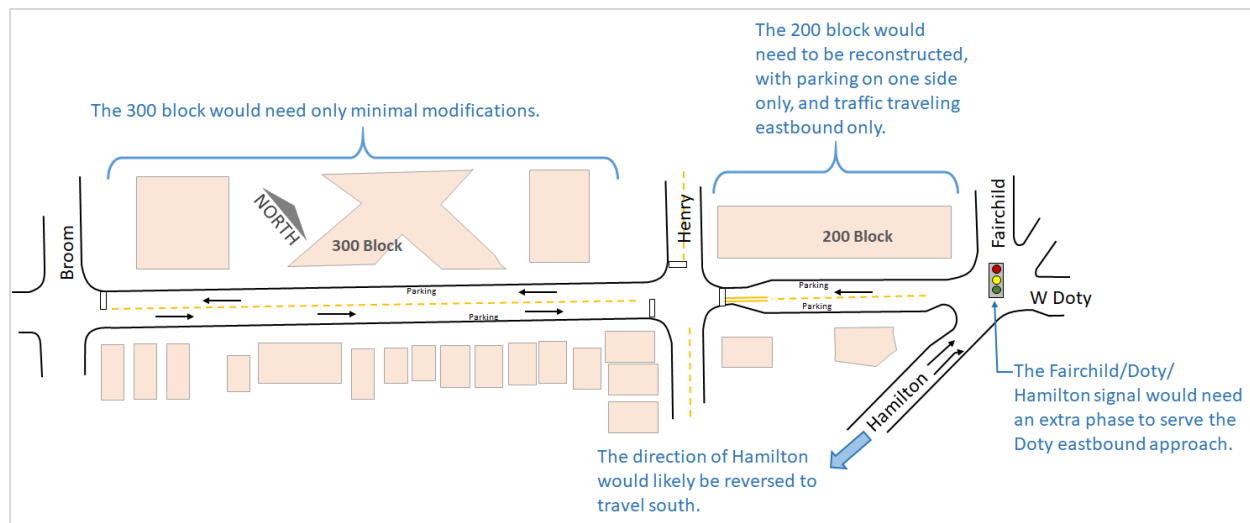 The 200 block would
need to be reconstructed,
with parking on one side
only, and traffic traveling
eastbound only.
The 300 block would need only minimal modifications.
NORTH
Broom
300 Block
Henry
200 Block
Fairchild
Parking
Parking
Parking
Parking
W Doty
Hamilton
The Fairchild/Doty/
Hamilton signal would need
an extra phase to serve the
Doty eastbound approach.
The direction of Hamilton
would likely be reversed to
travel south.